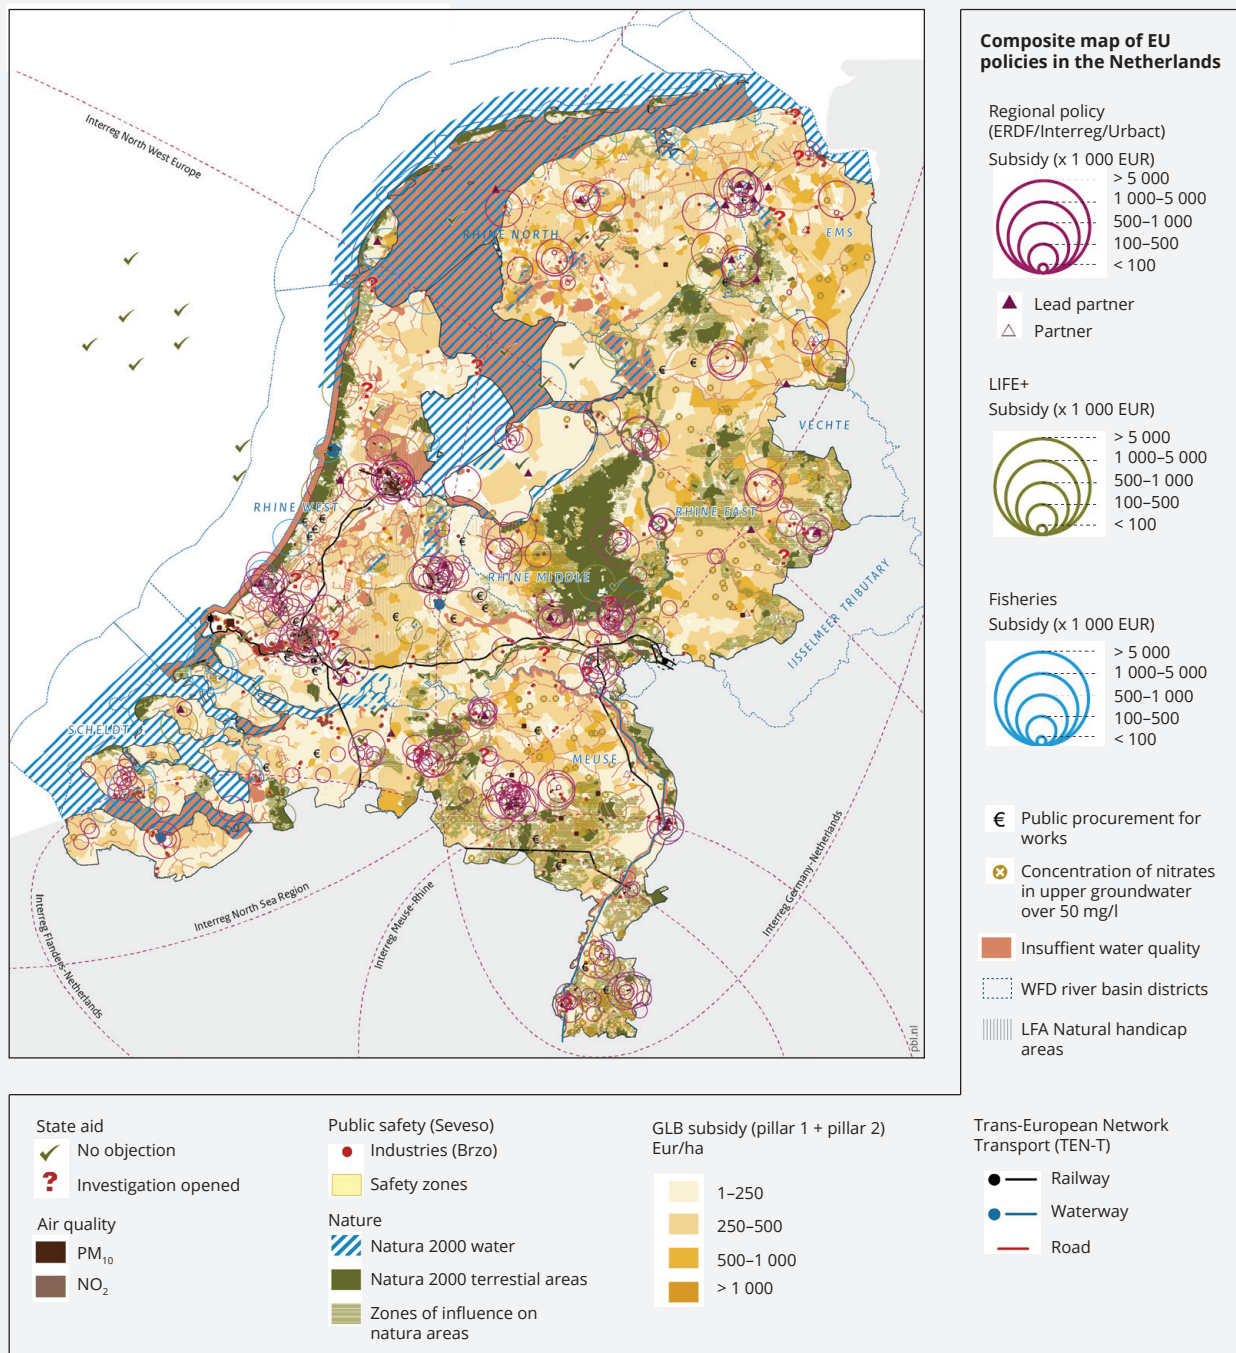 Composite map of EU
policies in the Netherlands
Regional policy
(ERDF/Interreg/Urbact)
Subsidy (x 1 000 EUR)
> 5 000
1 000–5 000
500–1 000
100–500
< 100
Lead partner
Partner
LIFE+
Subsidy (x 1 000 EUR)
> 5 000
1 000–5 000
500–1 000
100–500
< 100
Fisheries
Subsidy (x 1 000 EUR)
> 5 000
1 000–5 000
500–1 000
100–500
< 100
€ Public procurement for
works
Concentration of nitrates
in upper groundwater
over 50 mg/l
Insuffient water quality
WFD river basin districts
LFA Natural handicap
areas
Interreg North West Europe
RHINE NORTH
EMS
VECHTE
RHINE WEST
RHINE EAST
RHINE MIDDLE
IJSSELMEER TRIBUTARY
SCHELDT
MEUSE
Interreg Flanders–Netherlands
Interreg North Sea Region
Interreg Meuse–Rhine
Interreg Germany–Netherlands
pbl.nl
State aid
No objection
? Investigation opened
Air quality
PM10
NO2
Public safety (Seveso)
Industries (Brzo)
Safety zones
Nature
Natura 2000 water
Natura 2000 terrestial areas
Zones of influence on
natura areas
GLB subsidy (pillar 1 + pillar 2)
Eur/ha
1–250
250–500
500–1 000
> 1 000
Trans-European Network
Transport (TEN-T)
Railway
Waterway
Road